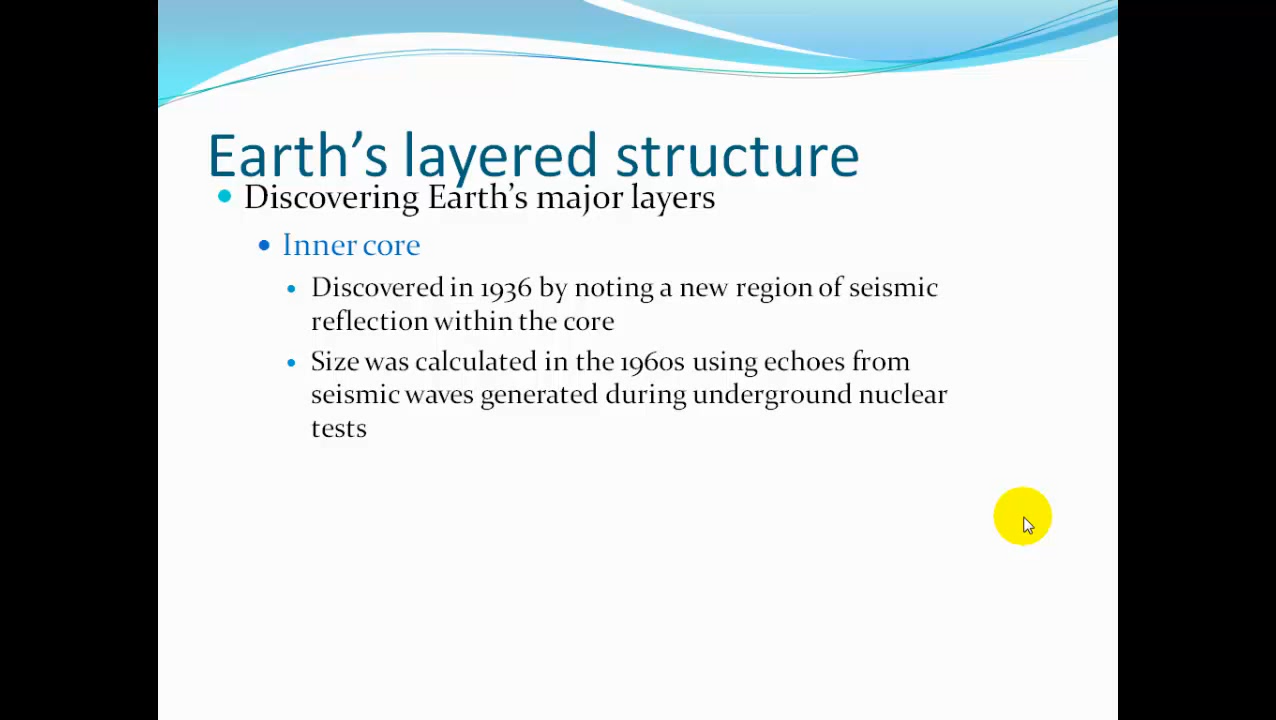 Earth's layered structure
Discovering Earth's major layers
Inner core
Discovered in 1936 by noting a new region of seismic
reflection within the core
Size was calculated in the 1960s using echoes from
seismic waves generated during underground nuclear
tests